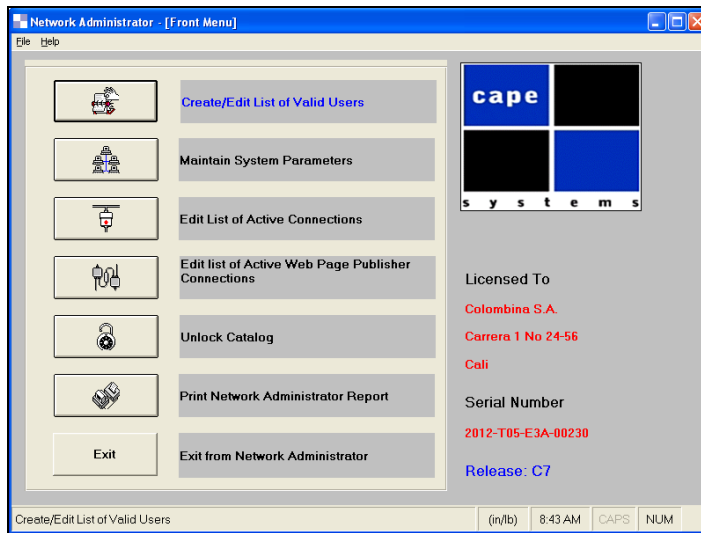 Network Administrator - [Front Menu]
File Help
Create/Edit List of Valid Users
Maintain System Parameters
Edit List of Active Connections
Edit list of Active Web Page Publisher
Connections
Unlock Catalog
Print Network Administrator Report
Exit
Exit from Network Administrator
cape
systems
Licensed To
Colombina S.A.
Carrera 1 No 24-56
Cali
Serial Number
2012-T05-E3A-00230
Release: C7
Create/Edit List of Valid Users
(in/lb) 8:43 AM CAPS NUM